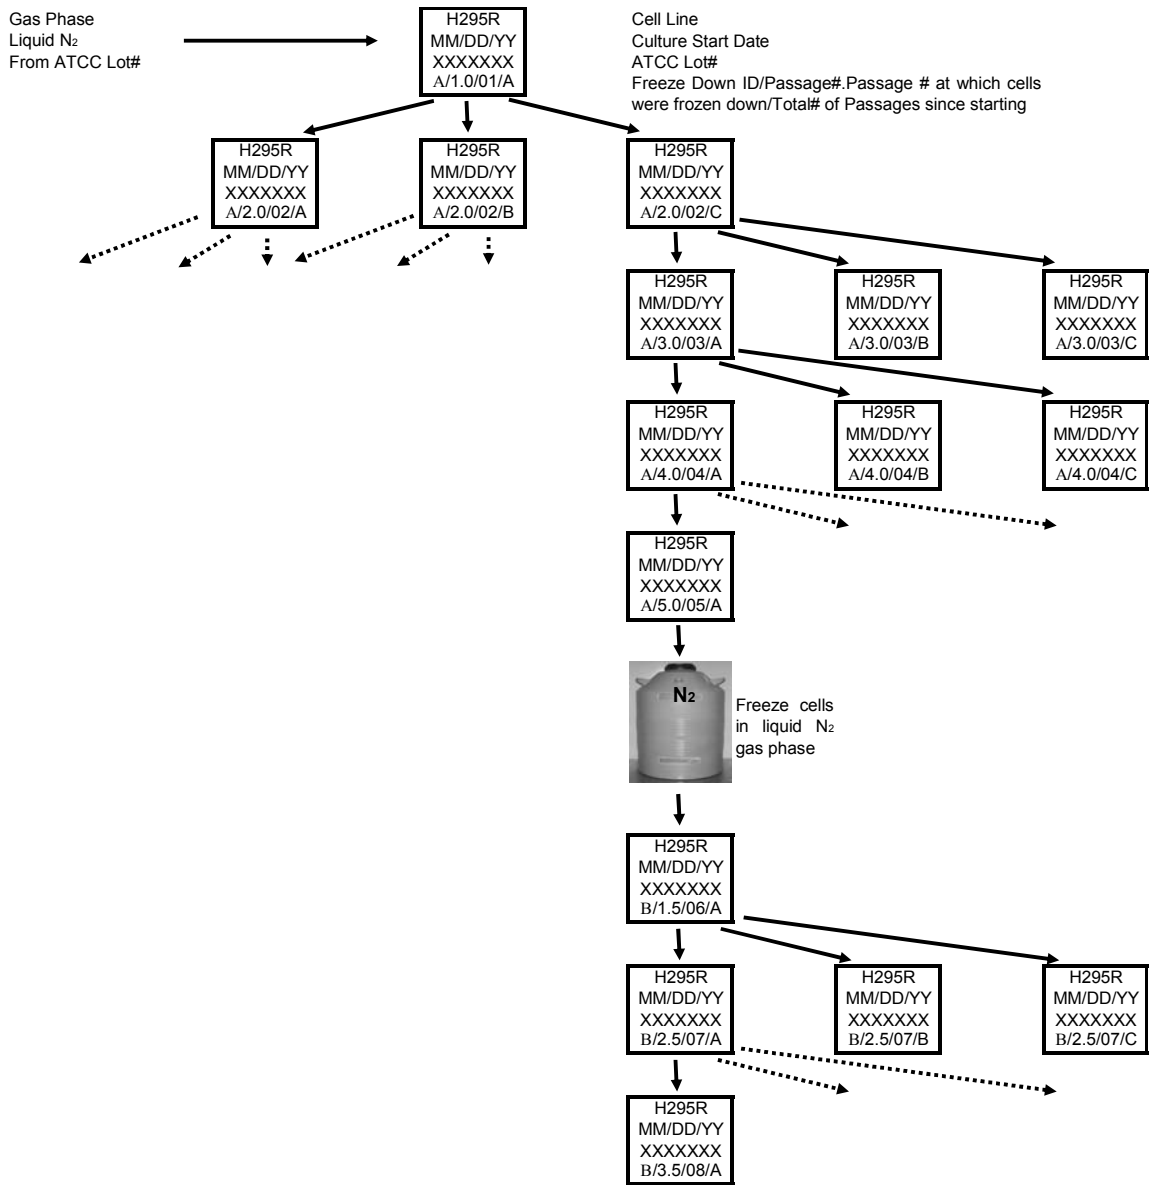 Gas Phase
Liquid N₂
From ATCC Lot#
H295R
MM/DD/YY
XXXXXXX
A/1.0/01/A
Cell Line
Culture Start Date
ATCC Lot#
Freeze Down ID/Passage#.Passage # at which cells
were frozen down/Total# of Passages since starting
H295R
MM/DD/YY
XXXXXXX
A/2.0/02/A
H295R
MM/DD/YY
XXXXXXX
A/2.0/02/B
H295R
MM/DD/YY
XXXXXXX
A/2.0/02/C
H295R
MM/DD/YY
XXXXXXX
A/3.0/03/A
H295R
MM/DD/YY
XXXXXXX
A/3.0/03/B
H295R
MM/DD/YY
XXXXXXX
A/3.0/03/C
H295R
MM/DD/YY
XXXXXXX
A/4.0/04/A
H295R
MM/DD/YY
XXXXXXX
A/4.0/04/B
H295R
MM/DD/YY
XXXXXXX
A/4.0/04/C
H295R
MM/DD/YY
XXXXXXX
A/5.0/05/A
N₂
Freeze cells
in liquid N₂
gas phase
H295R
MM/DD/YY
XXXXXXX
B/1.5/06/A
H295R
MM/DD/YY
XXXXXXX
B/2.5/07/A
H295R
MM/DD/YY
XXXXXXX
B/2.5/07/B
H295R
MM/DD/YY
XXXXXXX
B/2.5/07/C
H295R
MM/DD/YY
XXXXXXX
B/3.5/08/A